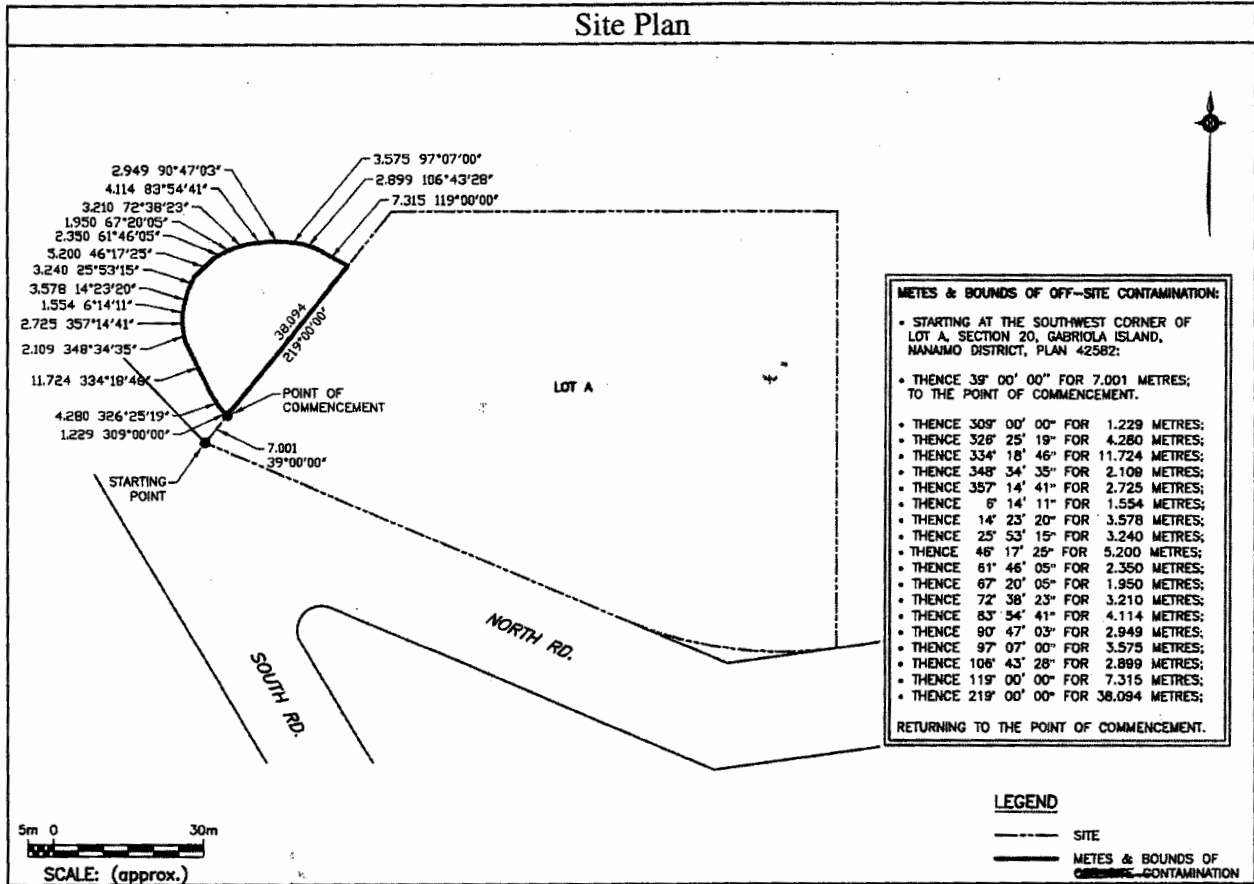 Site Plan
2.949 90°47'03"
4.114 83°54'41"
3.210 72°38'23"
1.950 67°20'05"
2.350 61°46'05"
5.200 46°17'25"
3.240 25°53'15"
3.578 14°23'20"
1.554 6°14'11"
2.725 357°14'41"
2.109 348°34'35"
11.724 334°18'46"
4.280 326°25'19"
1.229 309°00'00"
3.575 97°07'00"
2.899 106°43'28"
7.315 119°00'00"
38.094
219°00'00"
POINT OF
COMMENCEMENT
7.001
39°00'00"
STARTING
POINT
LOT A
NORTH RD.
SOUTH RD.
METES & BOUNDS OF OFF-SITE CONTAMINATION:
• STARTING AT THE SOUTHWEST CORNER OF
LOT A, SECTION 20, GABRIOLA ISLAND,
NANAIMO DISTRICT, PLAN 42582:
• THENCE 39° 00' 00" FOR 7.001 METRES;
TO THE POINT OF COMMENCEMENT.
• THENCE 309° 00' 00" FOR 1.229 METRES;
• THENCE 326° 25' 19" FOR 4.280 METRES;
• THENCE 334° 18' 46" FOR 11.724 METRES;
• THENCE 348° 34' 35" FOR 2.109 METRES;
• THENCE 357° 14' 41" FOR 2.725 METRES;
• THENCE 6° 14' 11" FOR 1.554 METRES;
• THENCE 14° 23' 20" FOR 3.578 METRES;
• THENCE 25° 53' 15" FOR 3.240 METRES;
• THENCE 46° 17' 25" FOR 5.200 METRES;
• THENCE 61° 46' 05" FOR 2.350 METRES;
• THENCE 67° 20' 05" FOR 1.950 METRES;
• THENCE 72° 38' 23" FOR 3.210 METRES;
• THENCE 83° 54' 41" FOR 4.114 METRES;
• THENCE 90° 47' 03" FOR 2.949 METRES;
• THENCE 97° 07' 00" FOR 3.575 METRES;
• THENCE 106° 43' 28" FOR 2.899 METRES;
• THENCE 119° 00' 00" FOR 7.315 METRES;
• THENCE 219° 00' 00" FOR 38.094 METRES;
RETURNING TO THE POINT OF COMMENCEMENT.
LEGEND
SITE
METES & BOUNDS OF
CONTAMINATION
5m 0 30m
SCALE: (approx.)